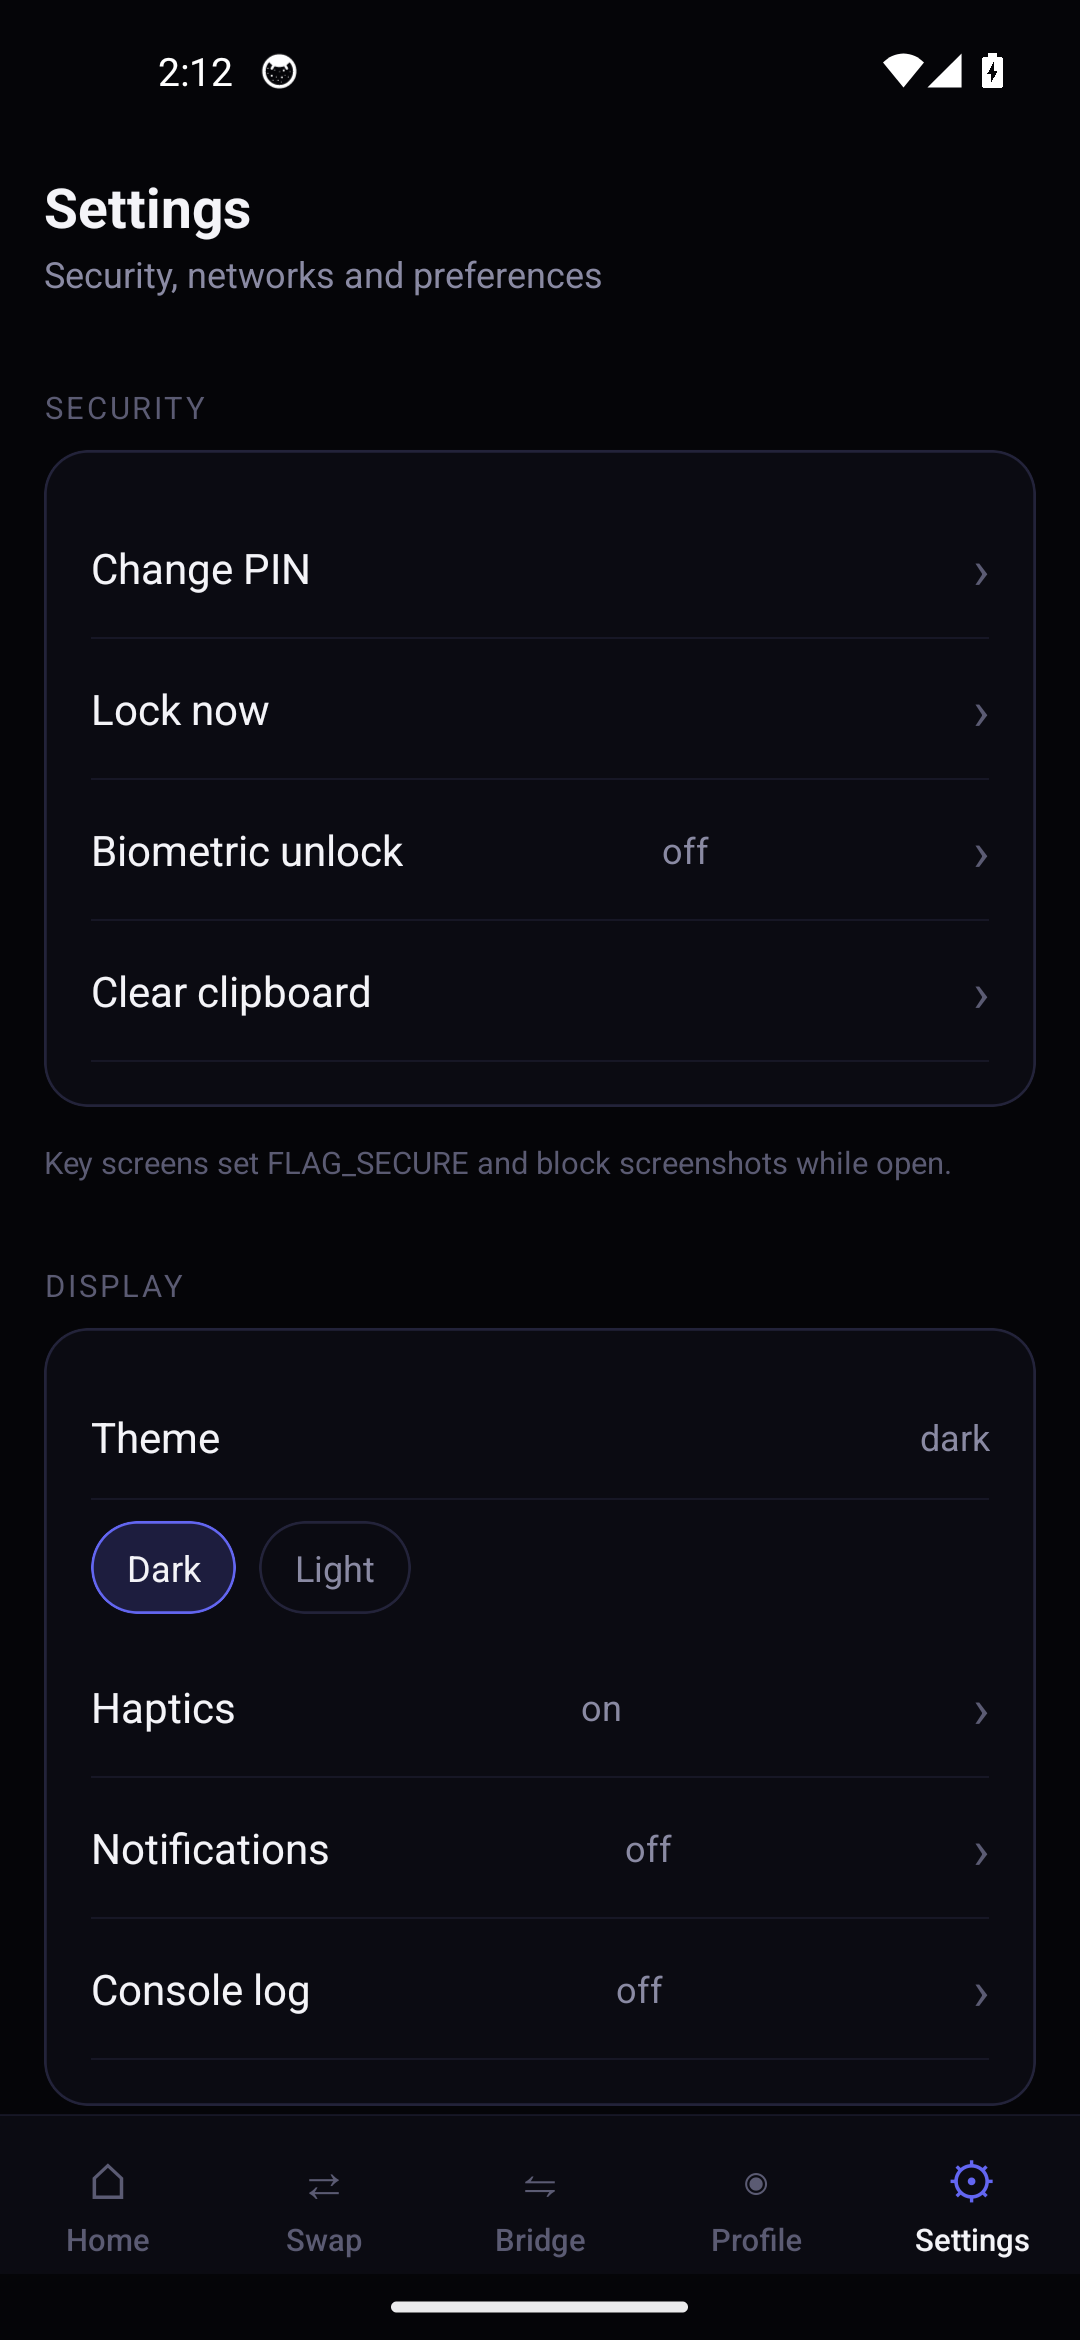 2:12
Settings
Security, networks and preferences
SECURITY
Change PIN
Lock now
Biometric unlock off
Clear clipboard
Key screens set FLAG_SECURE and block screenshots while open.
DISPLAY
Theme dark
Dark Light
Haptics on
Notifications off
Console log off
Home Swap Bridge Profile Settings